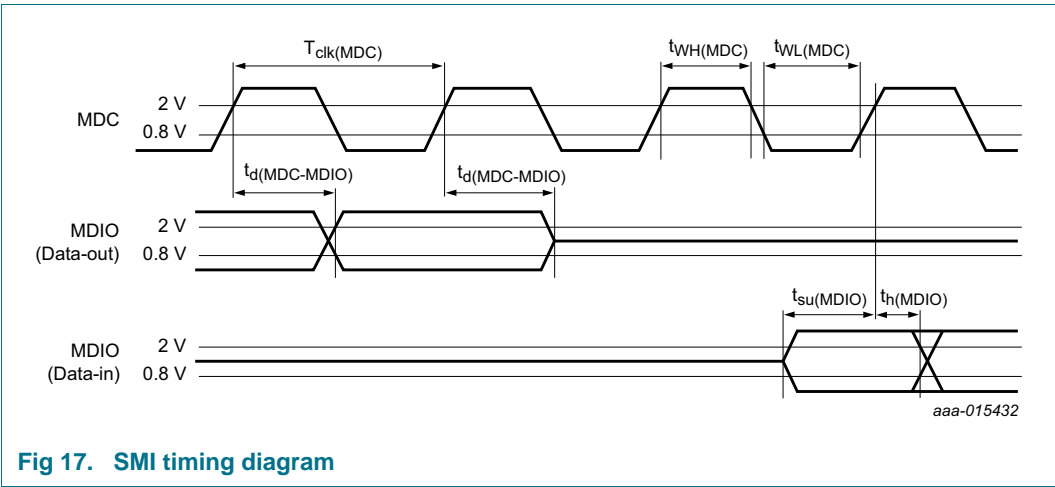 Tclk(MDC)
tWH(MDC)
tWL(MDC)
MDC
2 V
0.8 V
td(MDC-MDIO)
td(MDC-MDIO)
MDIO
(Data-out)
2 V
0.8 V
tsu(MDIO)
th(MDIO)
MDIO
(Data-in)
2 V
0.8 V
aaa-015432
Fig 17. SMI timing diagram